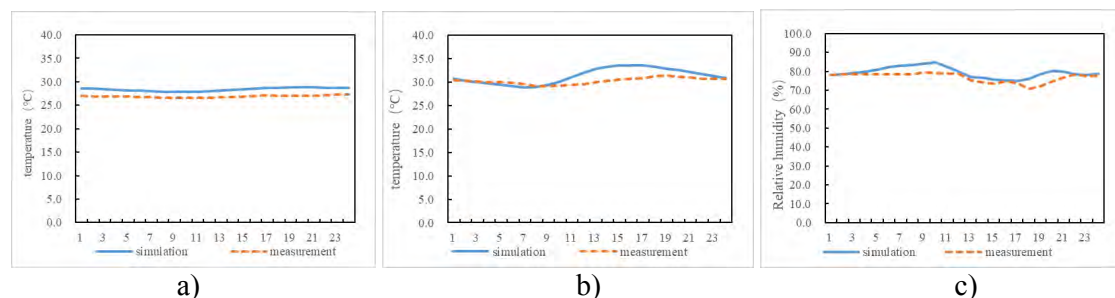 40.0
35.0
30.0
25.0
20.0
15.0
10.0
5.0
0.0
temperature (℃)
1 3 5 7 9 11 13 15 17 19 21 23
simulation measurement
a)
40.0
35.0
30.0
25.0
20.0
15.0
10.0
5.0
0.0
temperature (℃)
1 3 5 7 9 11 13 15 17 19 21 23
simulation measurement
b)
100.0
90.0
80.0
70.0
60.0
50.0
40.0
30.0
20.0
10.0
0.0
Relative humidity (%)
1 3 5 7 9 11 13 15 17 19 21 23
simulation measurement
c)